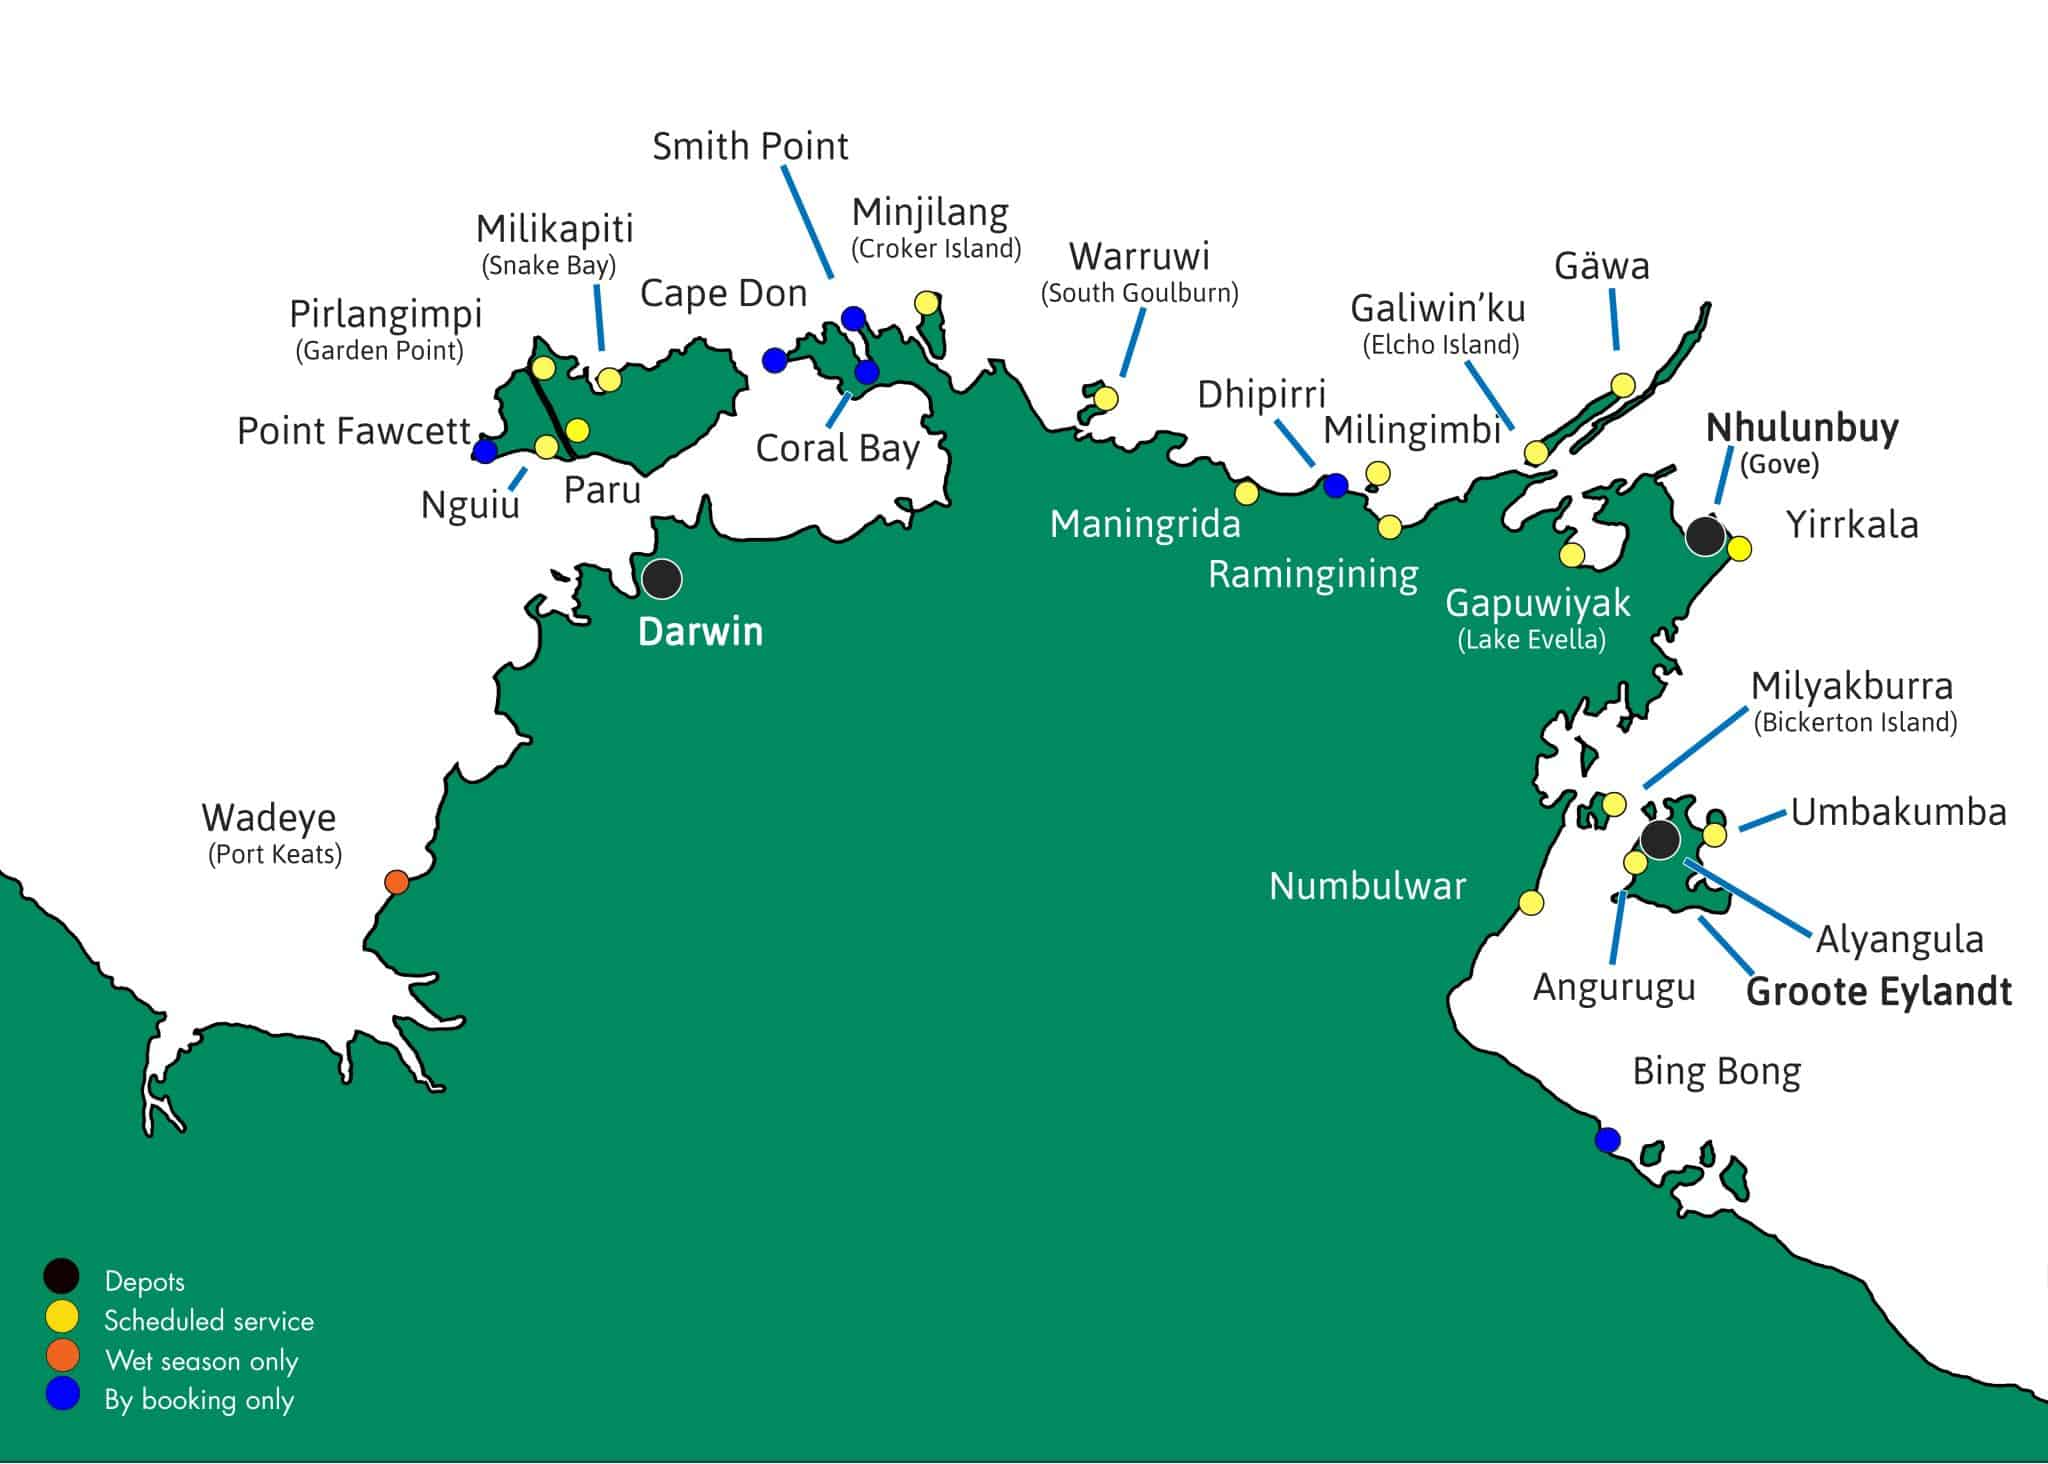 Smith Point
Minjilang
(Croker Island)
Milikapiti
(Snake Bay)
Warruwi
(South Goulburn)
Gäwa
Cape Don
Pirlangimpi
(Garden Point)
Galiwin’ku
(Elcho Island)
Dhipirri
Point Fawcett
Milingimbi
Nhulunbuy
(Gove)
Coral Bay
Nguiu
Paru
Maningrida
Yirrkala
Ramingining
Gapuwiyak
(Lake Evella)
Darwin
Milyakburra
(Bickerton Island)
Wadeye
(Port Keats)
Umbakumba
Numbulwar
Alyangula
Angurugu
Groote Eylandt
Bing Bong
Depots
Scheduled service
Wet season only
By booking only